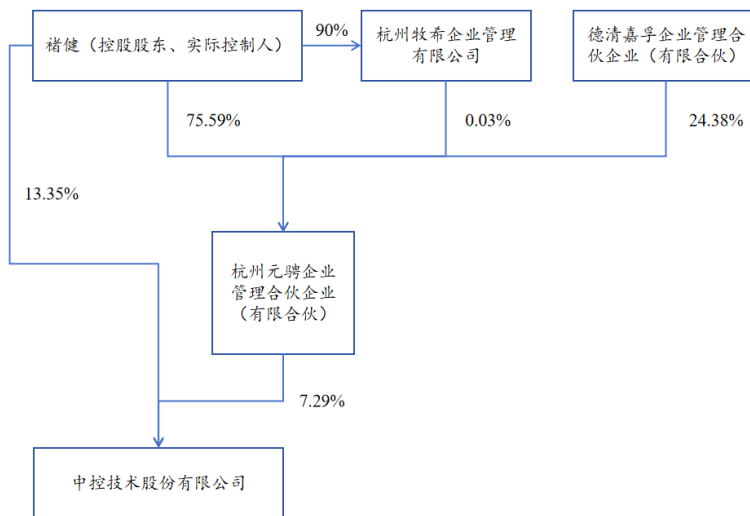 褚健（控股股东、实际控制人）
90%
杭州牧希企业管理
有限公司
德清嘉孚企业管理合
伙企业（有限合伙）
75.59%
0.03%
24.38%
13.35%
杭州元骋企业
管理合伙企业
（有限合伙）
7.29%
中控技术股份有限公司